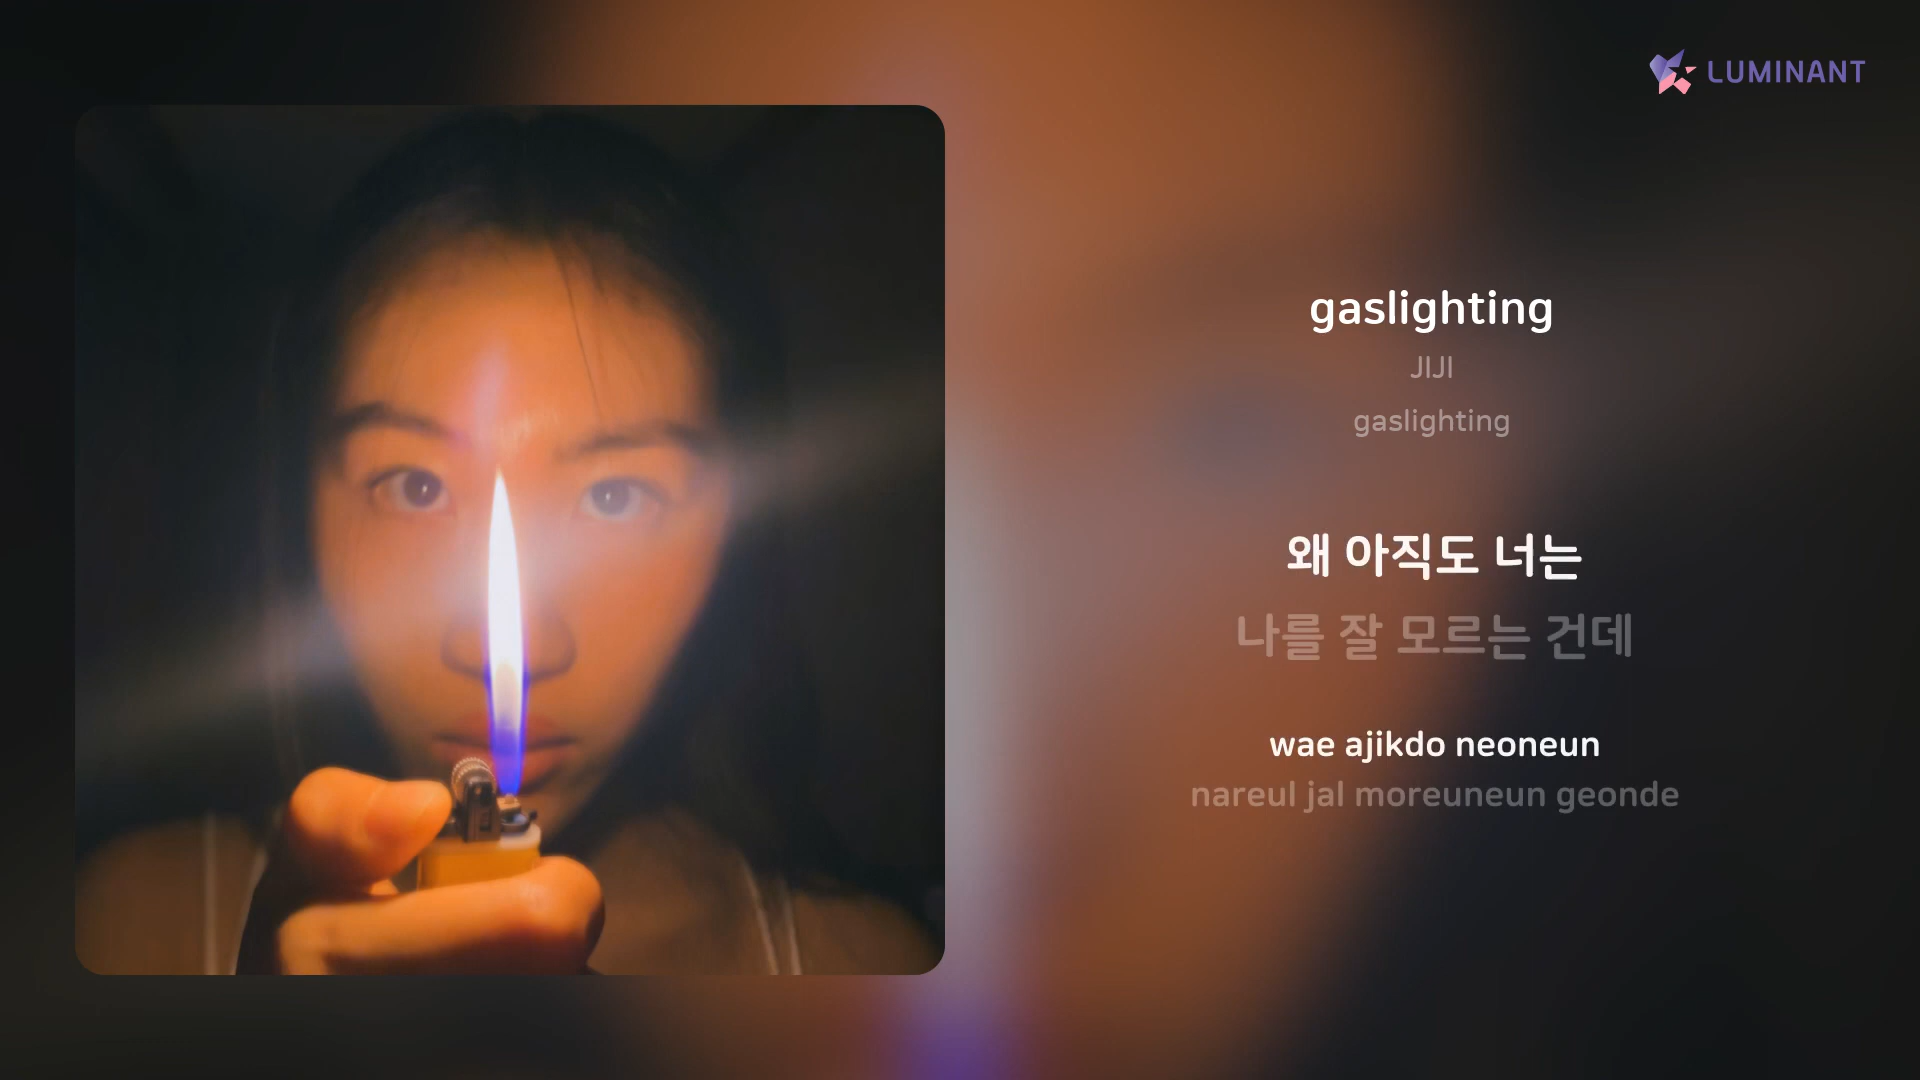 LUMINANT
gaslighting
JIJI
gaslighting
왜 아직도 너는
나를 잘 모르는 건데
wae ajikdo neoneun
nareul jal moreuneun geonde